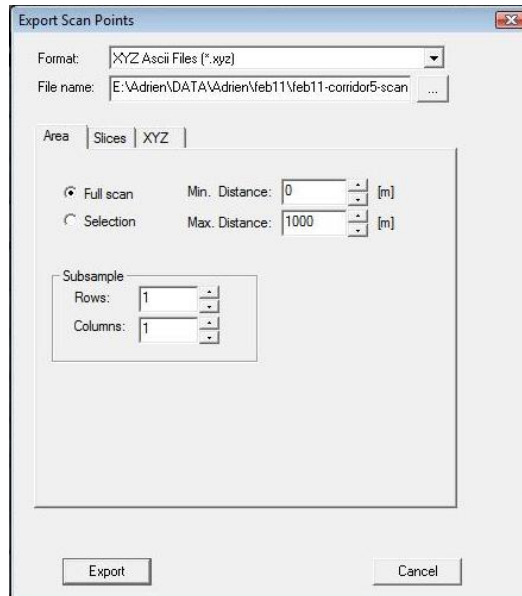 Export Scan Points
Format: XYZ Ascii Files (*.xyz)
File name: E:\Adrien\DATA\Adrien\feb11\feb11-corridor5-scan ...
Area Slices XYZ
Full scan Min. Distance: 0 [m]
Selection Max. Distance: 1000 [m]
Subsample
Rows: 1
Columns: 1
Export Cancel